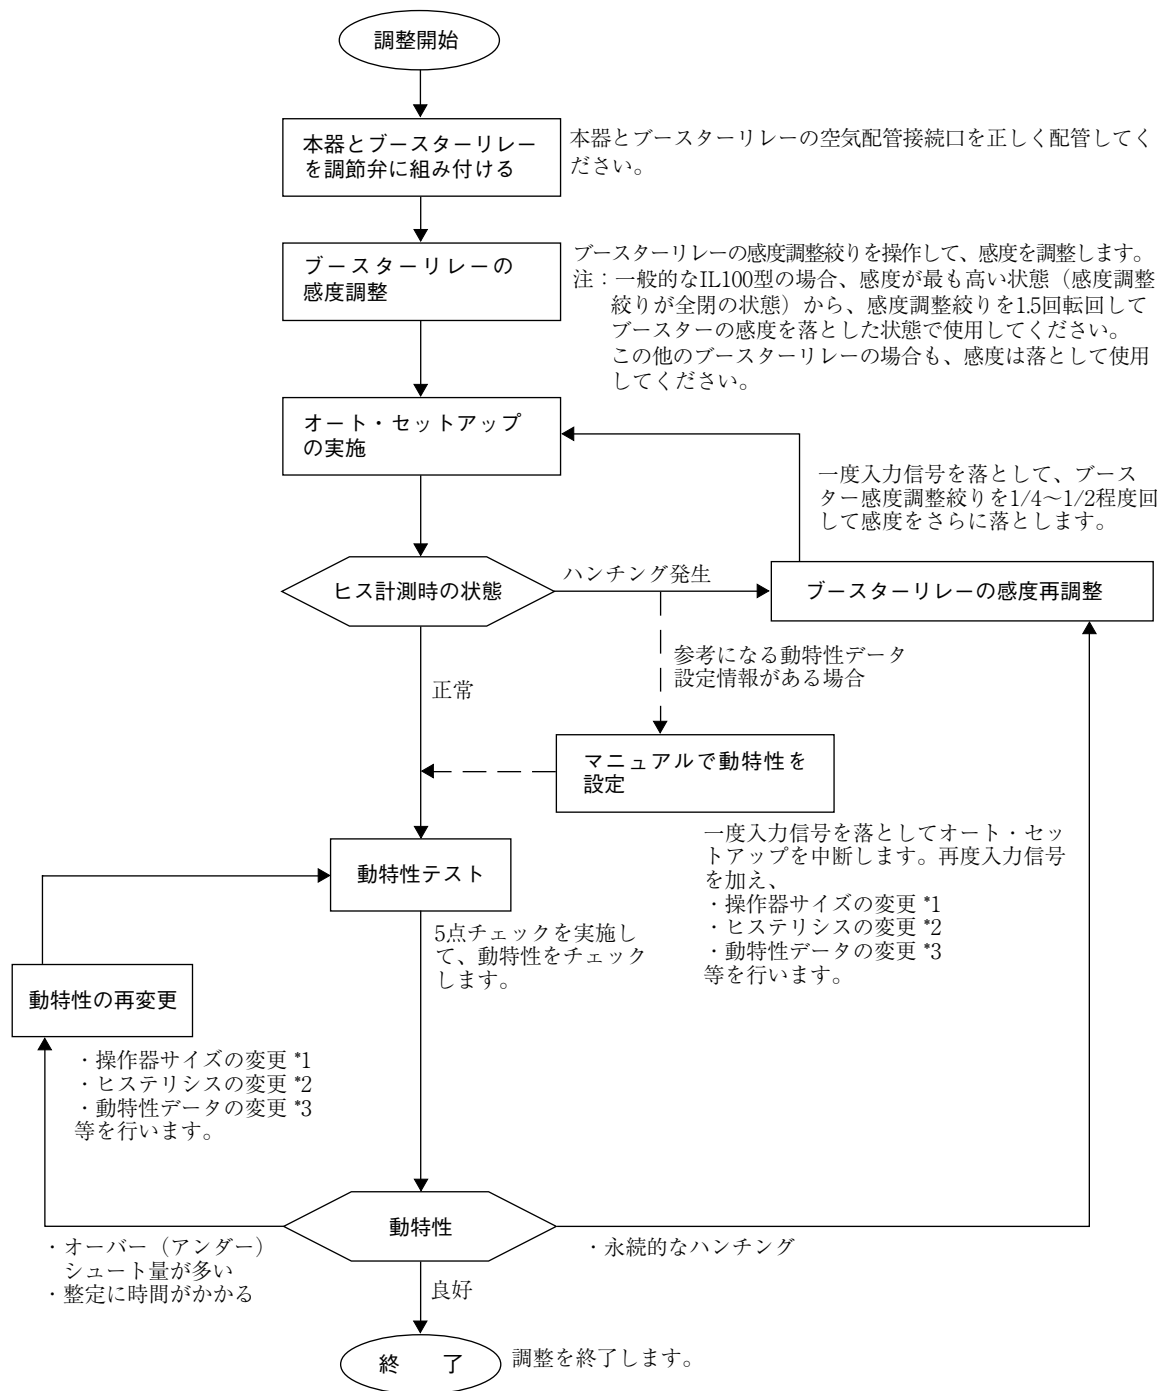 調整開始
本器とブースターリレー
を調節弁に組み付ける
本器とブースターリレーの空気配管接続口を正しく配管してく
ださい。
ブースターリレーの
感度調整
ブースターリレーの感度調整絞りを操作して、感度を調整します。
注：一般的なIL100型の場合、感度が最も高い状態（感度調整
絞りが全閉の状態）から、感度調整絞りを1.5回転回して
ブースターの感度を落とした状態で使用してください。
この他のブースターリレーの場合も、感度は落として使用
してください。
オート・セットアップ
の実施
一度入力信号を落として、ブース
ター感度調整絞りを1/4～1/2程度回
して感度をさらに落とします。
ヒス計測時の状態
ハンチング発生
ブースターリレーの感度再調整
参考になる動特性データ
設定情報がある場合
正常
マニュアルで動特性を
設定
一度入力信号を落としてオート・セッ
トアップを中断します。再度入力信号
を加え、
・操作器サイズの変更 *1
・ヒステリシスの変更 *2
・動特性データの変更 *3
等を行います。
動特性テスト
5点チェックを実施し
て、動特性をチェック
します。
動特性の再変更
・操作器サイズの変更 *1
・ヒステリシスの変更 *2
・動特性データの変更 *3
等を行います。
動特性
・オーバー（アンダー）
シュート量が多い
・整定に時間がかかる
・永続的なハンチング
良好
終　了
調整を終了します。